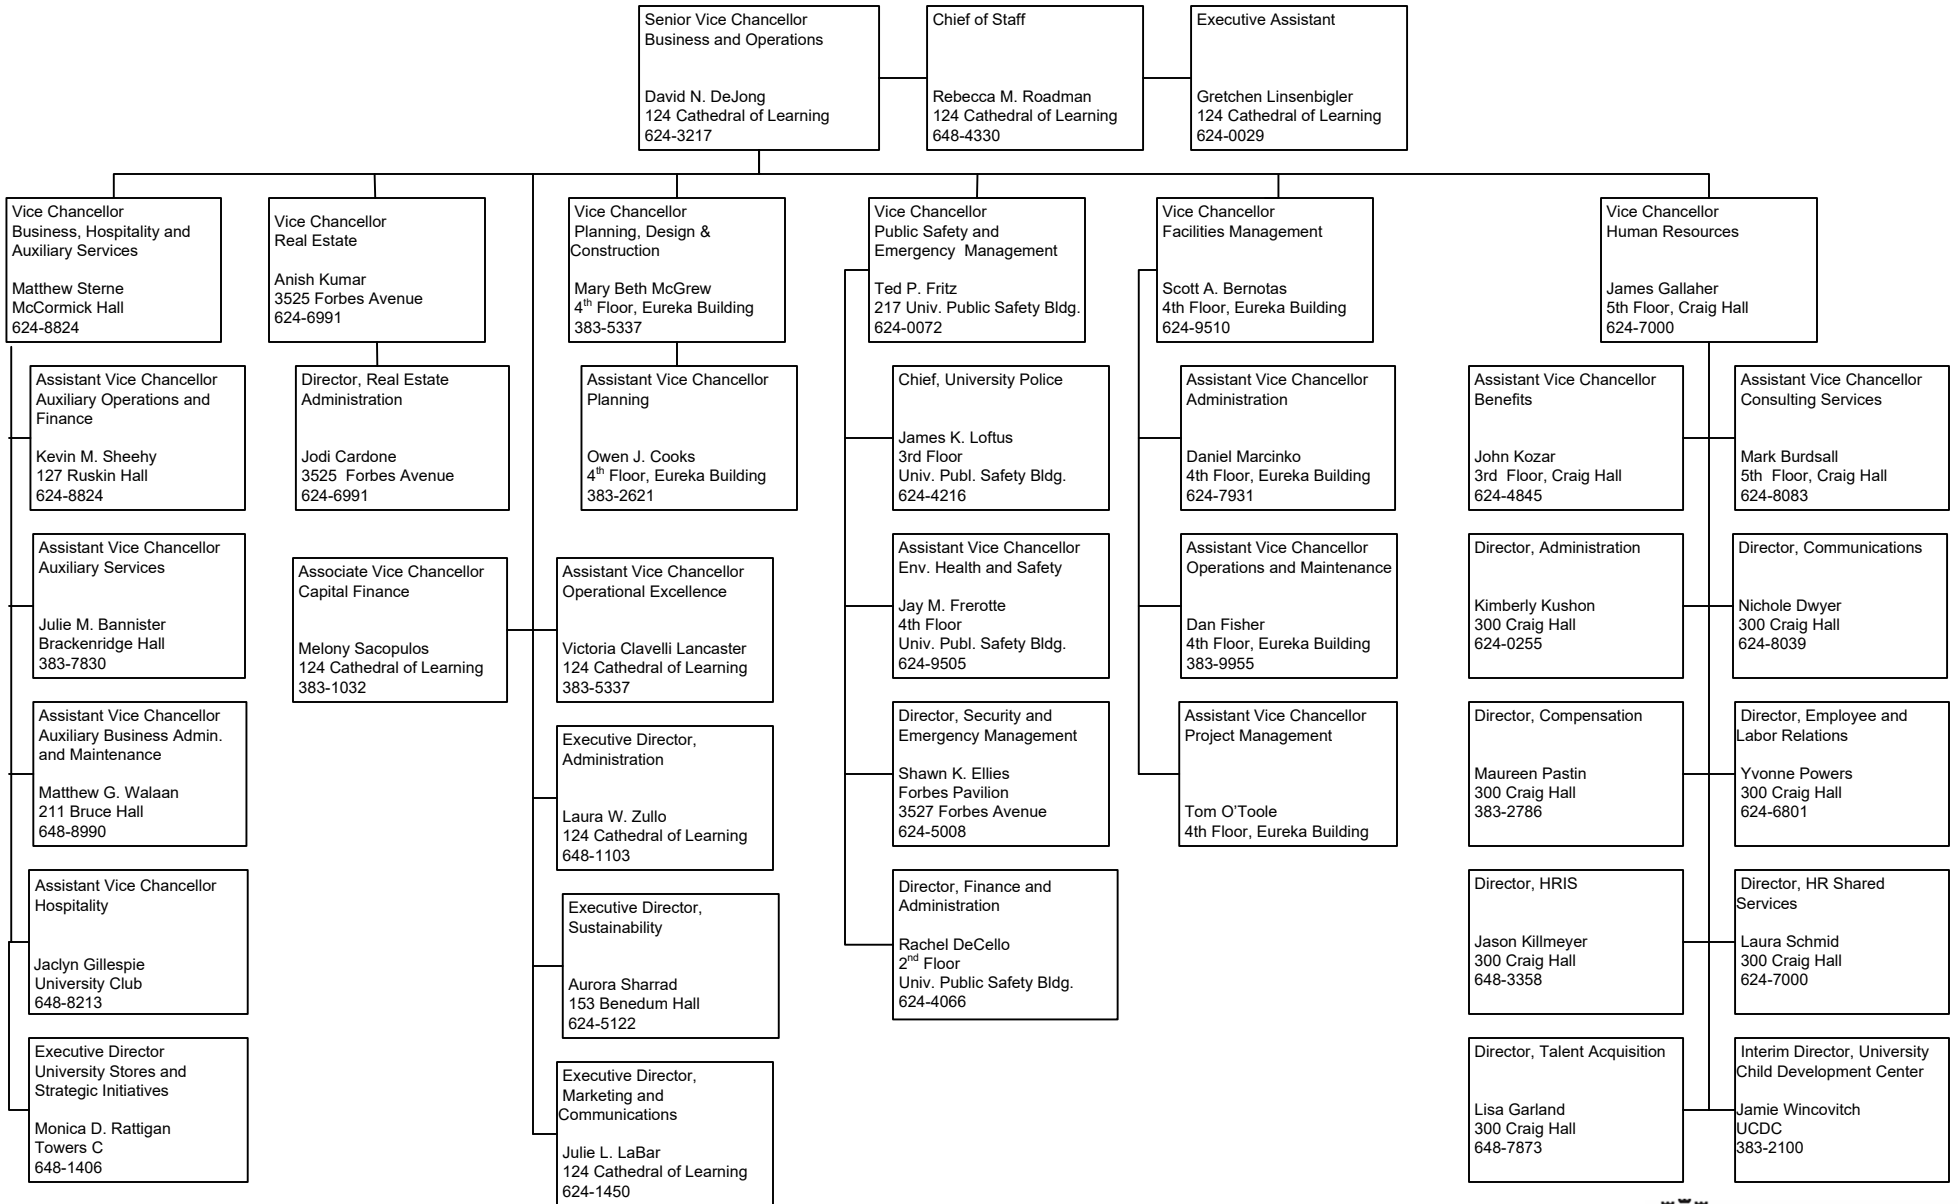 Senior Vice Chancellor
Business and Operations
David N. DeJong
124 Cathedral of Learning
624-3217
Chief of Staff
Rebecca M. Roadman
124 Cathedral of Learning
648-4330
Executive Assistant
Gretchen Linsenbigler
124 Cathedral of Learning
624-0029
Vice Chancellor
Business, Hospitality and
Auxiliary Services
Matthew Sterne
McCormick Hall
624-8824
Vice Chancellor
Real Estate
Anish Kumar
3525 Forbes Avenue
624-6991
Vice Chancellor
Planning, Design &
Construction
Mary Beth McGrew
4th Floor, Eureka Building
383-5337
Vice Chancellor
Public Safety and
Emergency Management
Ted P. Fritz
217 Univ. Public Safety Bldg.
624-0072
Vice Chancellor
Facilities Management
Scott A. Bernotas
4th Floor, Eureka Building
624-9510
Vice Chancellor
Human Resources
James Gallaher
5th Floor, Craig Hall
624-7000
Assistant Vice Chancellor
Auxiliary Operations and
Finance
Kevin M. Sheehy
127 Ruskin Hall
624-8824
Director, Real Estate
Administration
Jodi Cardone
3525 Forbes Avenue
624-6991
Assistant Vice Chancellor
Planning
Owen J. Cooks
4th Floor, Eureka Building
383-2621
Chief, University Police
James K. Loftus
3rd Floor
Univ. Publ. Safety Bldg.
624-4216
Assistant Vice Chancellor
Administration
Daniel Marcinko
4th Floor, Eureka Building
624-7931
Assistant Vice Chancellor
Benefits
John Kozar
3rd Floor, Craig Hall
624-4845
Assistant Vice Chancellor
Consulting Services
Mark Burdsall
5th Floor, Craig Hall
624-8083
Assistant Vice Chancellor
Auxiliary Services
Julie M. Bannister
Brackenridge Hall
383-7830
Associate Vice Chancellor
Capital Finance
Melony Sacopulos
124 Cathedral of Learning
383-1032
Assistant Vice Chancellor
Operational Excellence
Victoria Clavelli Lancaster
124 Cathedral of Learning
383-5337
Assistant Vice Chancellor
Env. Health and Safety
Jay M. Frerotte
4th Floor
Univ. Publ. Safety Bldg.
624-9505
Assistant Vice Chancellor
Operations and Maintenance
Dan Fisher
4th Floor, Eureka Building
383-9955
Director, Administration
Kimberly Kushon
300 Craig Hall
624-0255
Director, Communications
Nichole Dwyer
300 Craig Hall
624-8039
Assistant Vice Chancellor
Auxiliary Business Admin.
and Maintenance
Matthew G. Walaan
211 Bruce Hall
648-8990
Executive Director,
Administration
Laura W. Zullo
124 Cathedral of Learning
648-1103
Director, Security and
Emergency Management
Shawn K. Ellies
Forbes Pavilion
3527 Forbes Avenue
624-5008
Assistant Vice Chancellor
Project Management
Tom O’Toole
4th Floor, Eureka Building
Director, Compensation
Maureen Pastin
300 Craig Hall
383-2786
Director, Employee and
Labor Relations
Yvonne Powers
300 Craig Hall
624-6801
Assistant Vice Chancellor
Hospitality
Jaclyn Gillespie
University Club
648-8213
Executive Director,
Sustainability
Aurora Sharrad
153 Benedum Hall
624-5122
Director, Finance and
Administration
Rachel DeCello
2nd Floor
Univ. Public Safety Bldg.
624-4066
Director, HRIS
Jason Killmeyer
300 Craig Hall
648-3358
Director, HR Shared
Services
Laura Schmid
300 Craig Hall
624-7000
Executive Director
University Stores and
Strategic Initiatives
Monica D. Rattigan
Towers C
648-1406
Executive Director,
Marketing and
Communications
Julie L. LaBar
124 Cathedral of Learning
624-1450
Director, Talent Acquisition
Lisa Garland
300 Craig Hall
648-7873
Interim Director, University
Child Development Center
Jamie Wincovitch
UCDC
383-2100